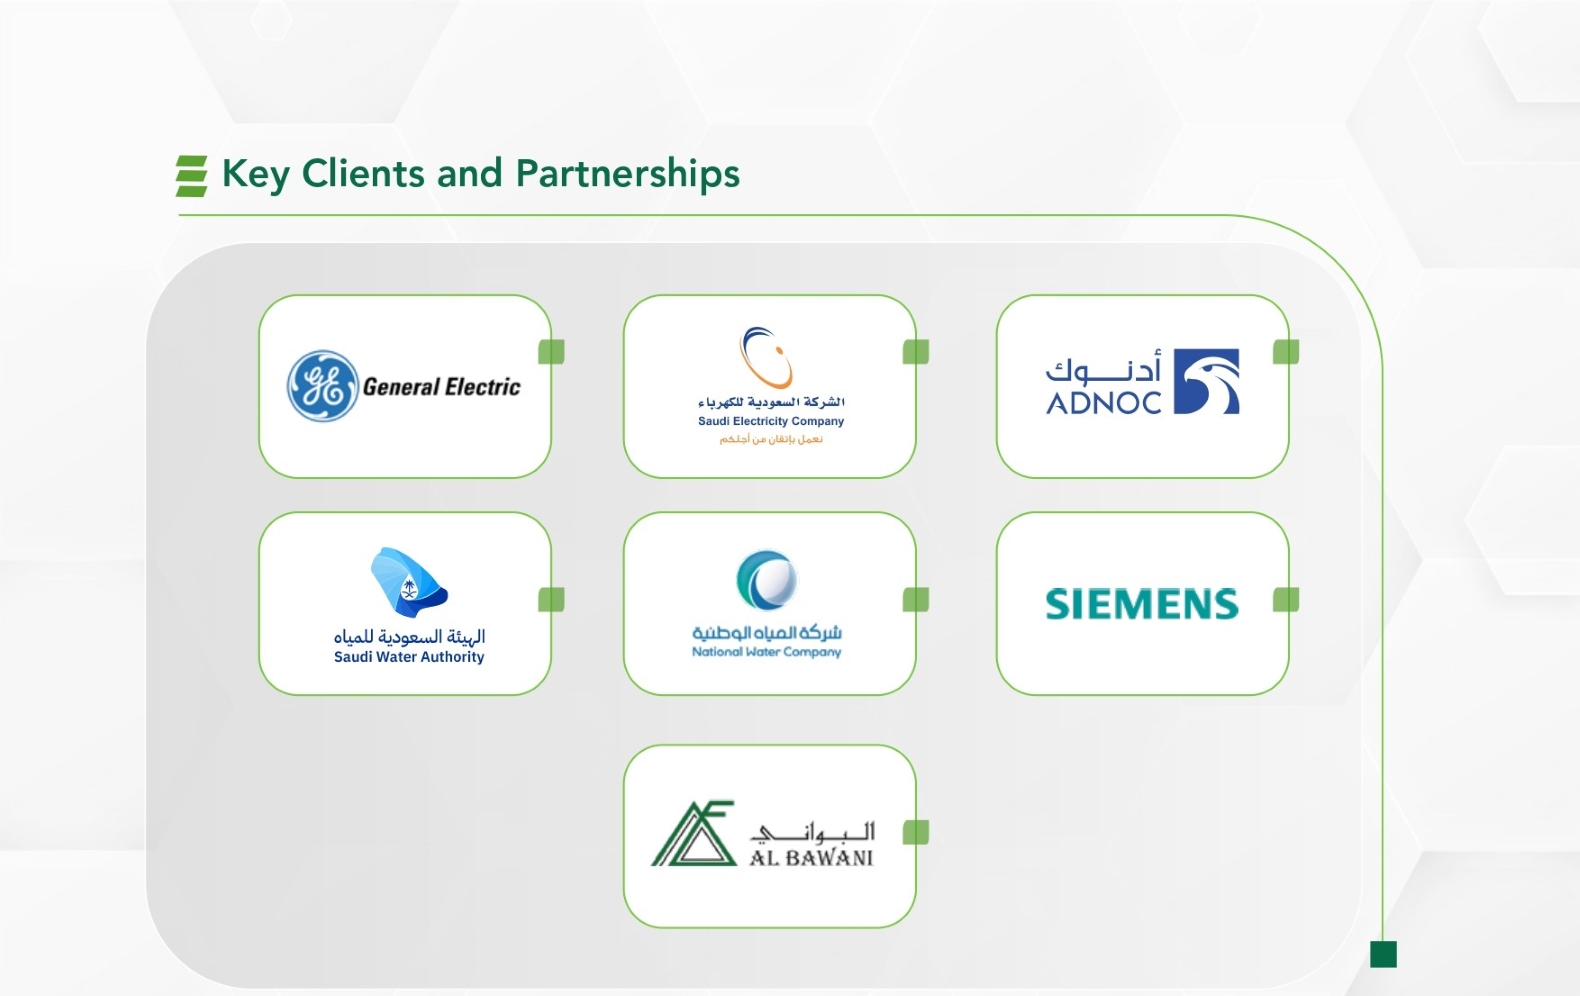 Key Clients and Partnerships
GE General Electric
الشركة السعودية للكهرباء
Saudi Electricity Company
نعمل بإتقان من أجلكم
أدنوك
ADNOC
الهيئة السعودية للمياه
Saudi Water Authority
شركة المياه الوطنية
National Water Company
SIEMENS
البواني
AL BAWANI